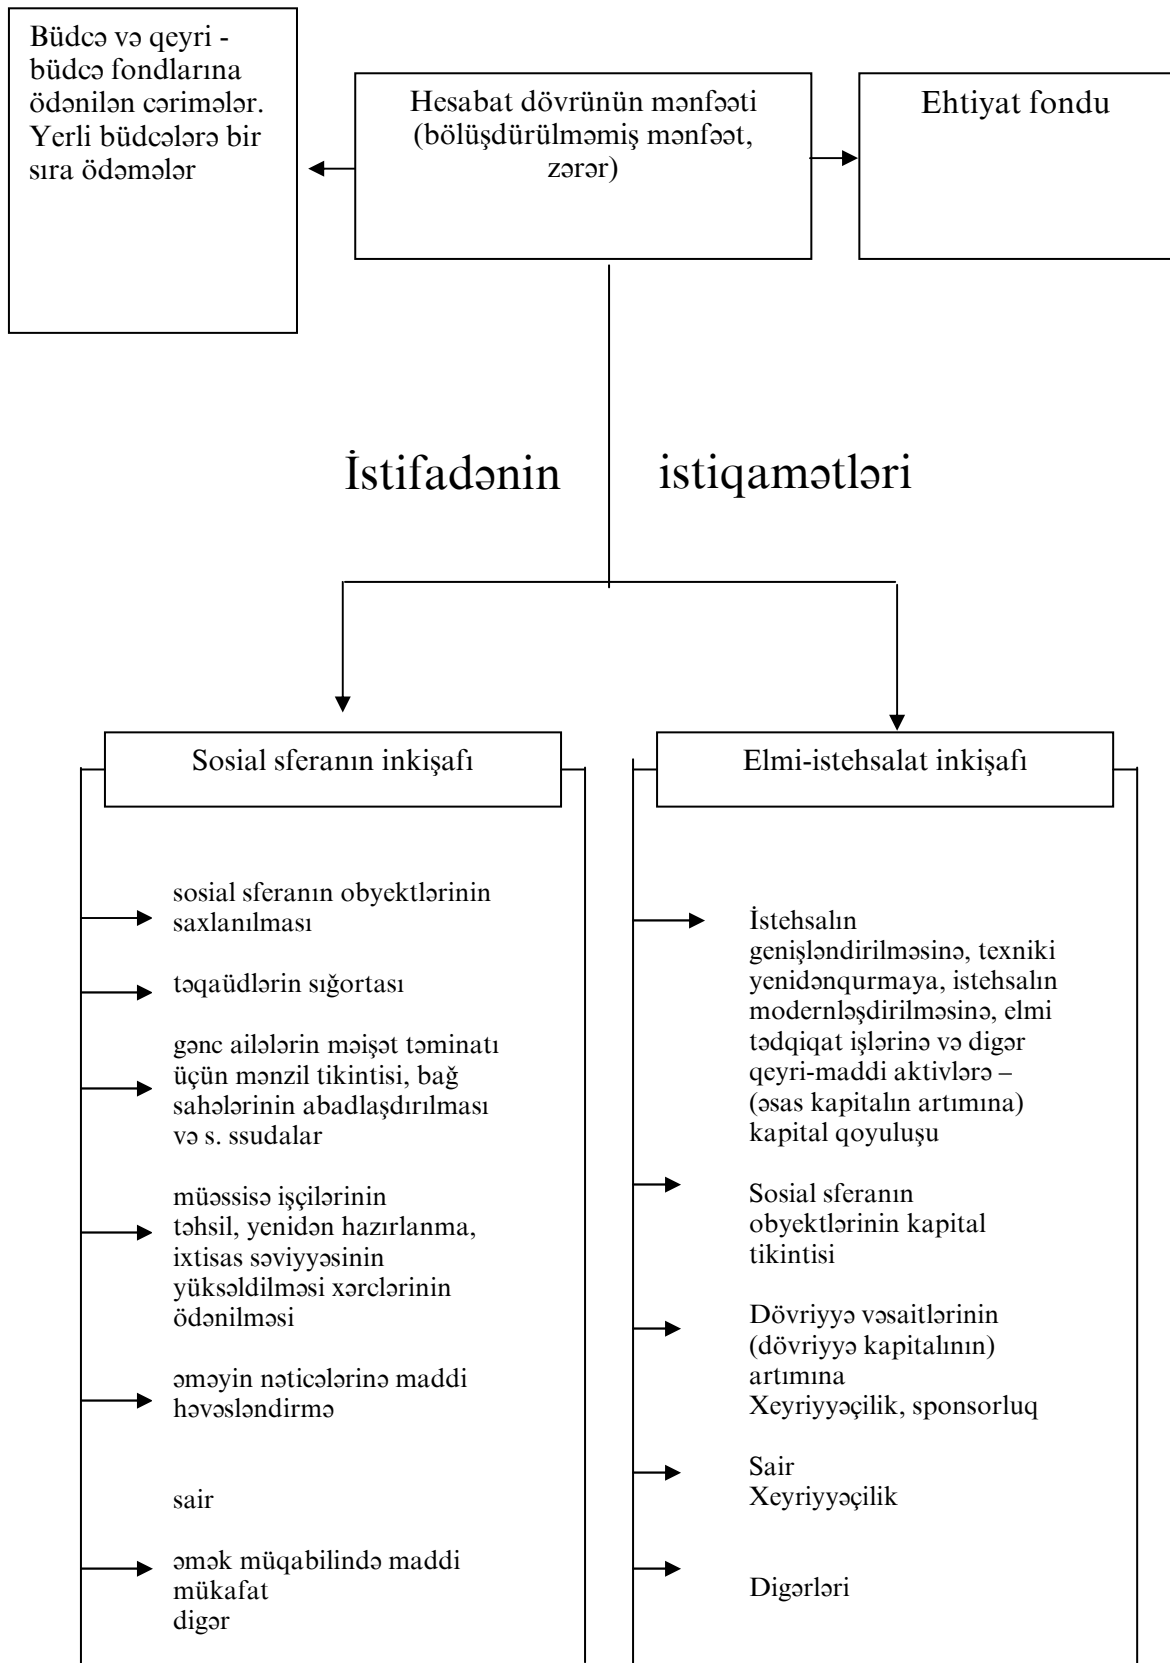 Büdcə və qeyri -
büdcə fondlarına
ödənilən cərimələr.
Yerli büdcələrə bir
sıra ödəmələr
Hesabat dövrünün mənfəəti
(bölüşdürülməmiş mənfəət,
zərər)
Ehtiyat fondu
İstifadənin istiqamətləri
Sosial sferanın inkişafı
sosial sferanın obyektlərinin
saxlanılması
təqaüdlərin sığortası
gənc ailələrin məişət təminatı
üçün mənzil tikintisi, bağ
sahələrinin abadlaşdırılması
və s. ssudalar
müəssisə işçilərinin
təhsil, yenidən hazırlanma,
ixtisas səviyyəsinin
yüksəldilməsi xərclərinin
ödənilməsi
əməyin nəticələrinə maddi
həvəsləndirmə
sair
əmək müqabilində maddi
mükafat
digər
Elmi-istehsalat inkişafı
İstehsalın
genişləndirilməsinə, texniki
yenidənqurmaya, istehsalın
modernləşdirilməsinə, elmi
tədqiqat işlərinə və digər
qeyri-maddi aktivlərə –
(əsas kapitalın artımına)
kapital qoyuluşu
Sosial sferanın
obyektlərinin kapital
tikintisi
Dövriyyə vəsaitlərinin
(dövriyyə kapitalının)
artımına
Xeyriyyəçilik, sponsorluq
Sair
Xeyriyyəçilik
Digərləri